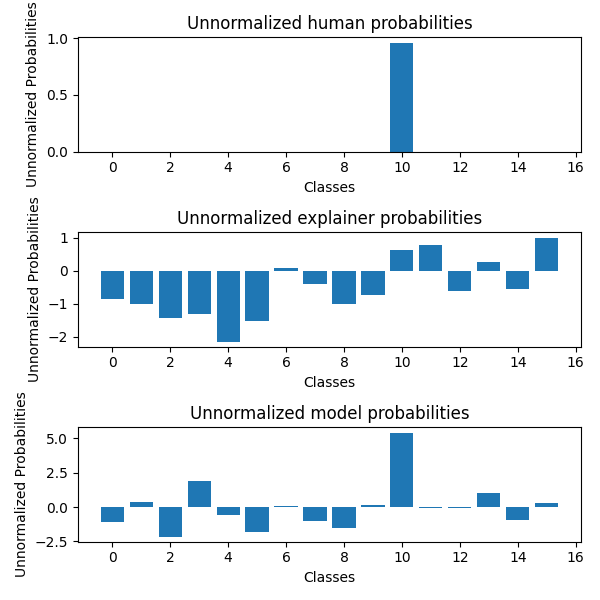 Unnormalized human probabilities
Unnormalized Probabilities
1.0
0.5
0.0
0 2 4 6 8 10 12 14 16
Classes
Unnormalized explainer probabilities
Unnormalized Probabilities
1
0
−1
−2
0 2 4 6 8 10 12 14 16
Classes
Unnormalized model probabilities
Unnormalized Probabilities
5.0
2.5
0.0
−2.5
0 2 4 6 8 10 12 14 16
Classes